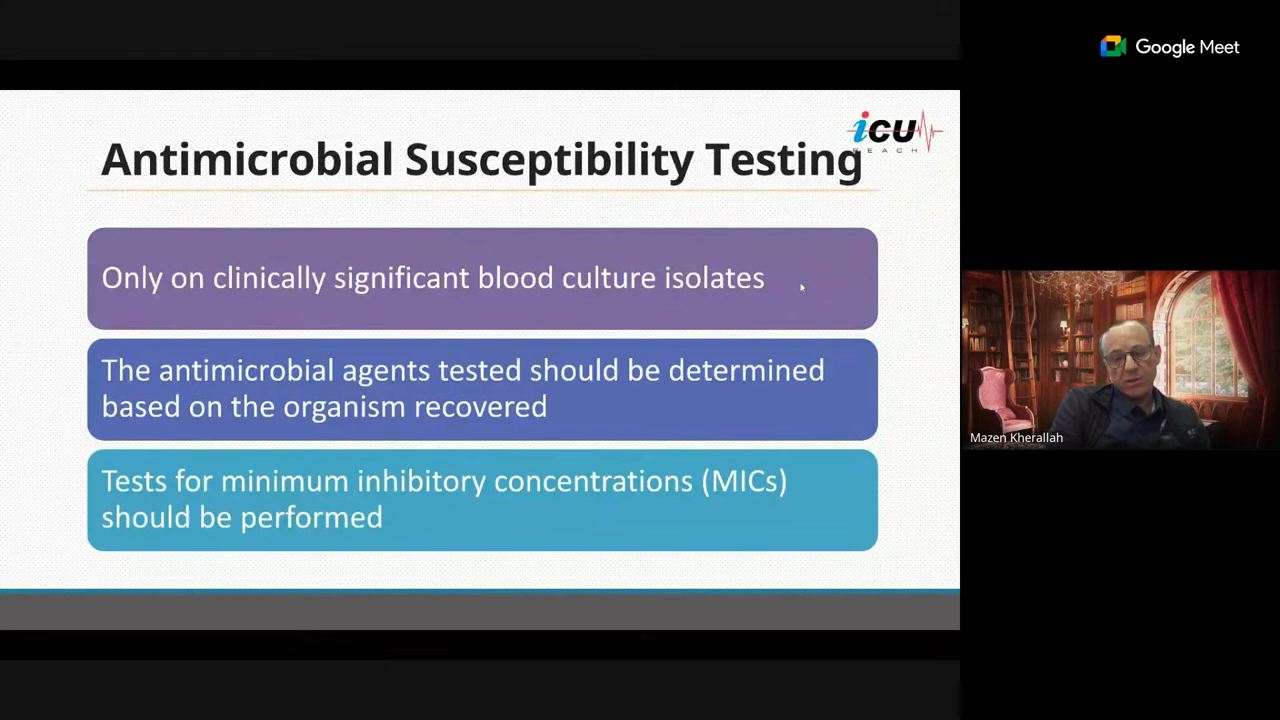 Google Meet
icu
REACH
Antimicrobial Susceptibility Testing
Only on clinically significant blood culture isolates
The antimicrobial agents tested should be determined
based on the organism recovered
Tests for minimum inhibitory concentrations (MICs)
should be performed
Mazen Kherallah